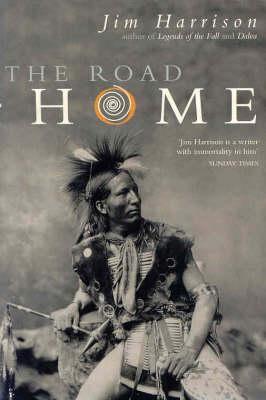 Jim Harrison
author of Legends of the Fall and Dalva
THE ROAD
HOME
'Jim Harrison is a writer
with immortality in him'
SUNDAY TIMES